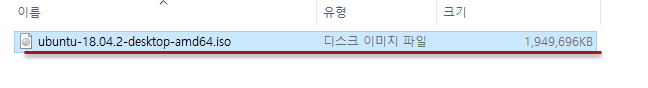 이름 유형 크기
ubuntu-18.04.2-desktop-amd64.iso 디스크 이미지 파일 1,949,696KB